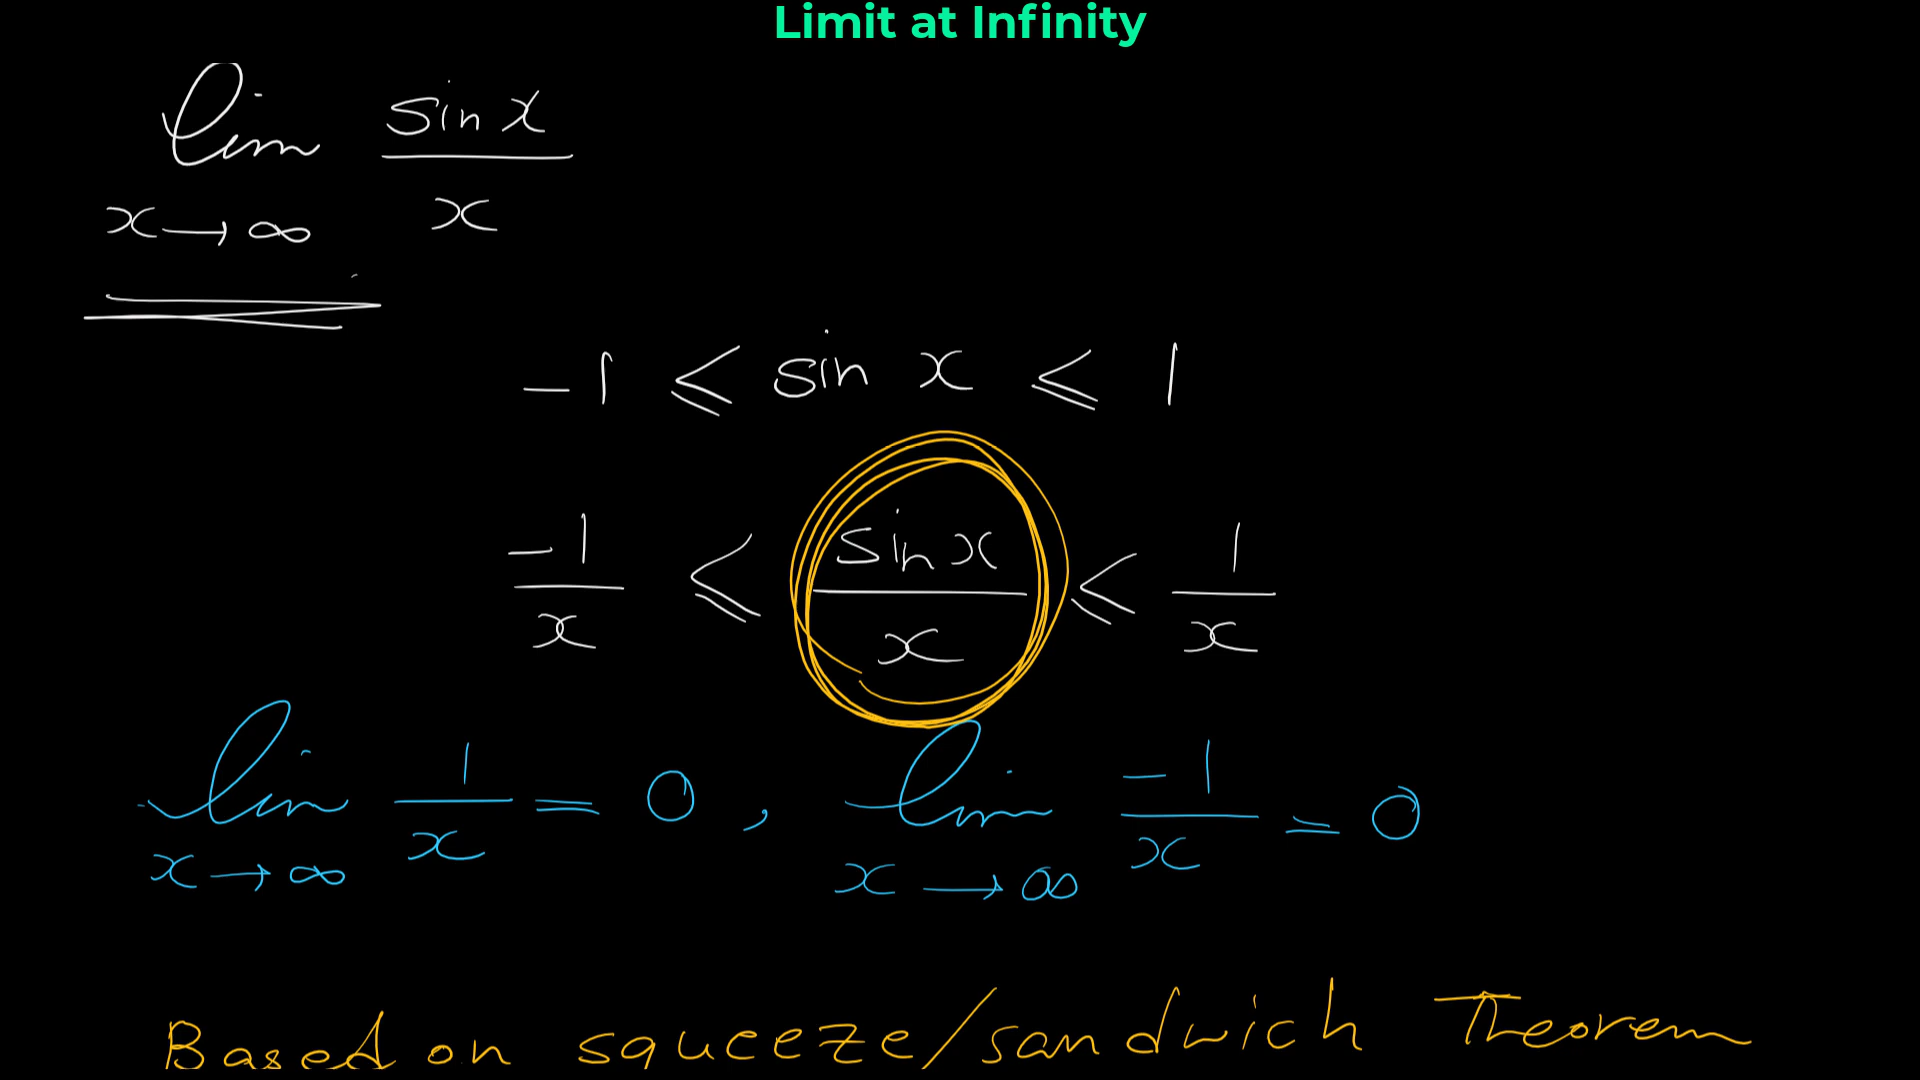 Limit at Infinity
lim x→∞ sin x / x
-1 ≤ sin x ≤ 1
-1/x ≤ sin x / x ≤ 1/x
lim x→∞ 1/x = 0, lim x→∞ -1/x = 0
Based on squeeze/sandwich Theorem